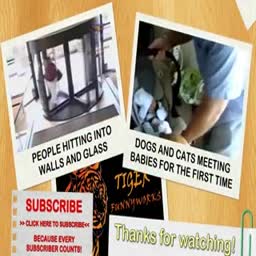 PEOPLE HITTING INTO
WALLS AND GLASS
DOGS AND CATS MEETING
BABIES FOR THE FIRST TIME
SUBSCRIBE
>> CLICK HERE TO SUBSCRIBE <<
BECAUSE EVERY
SUBSCRIBER COUNTS!
TIGER
FUNNYWORKS
Thanks for watching!